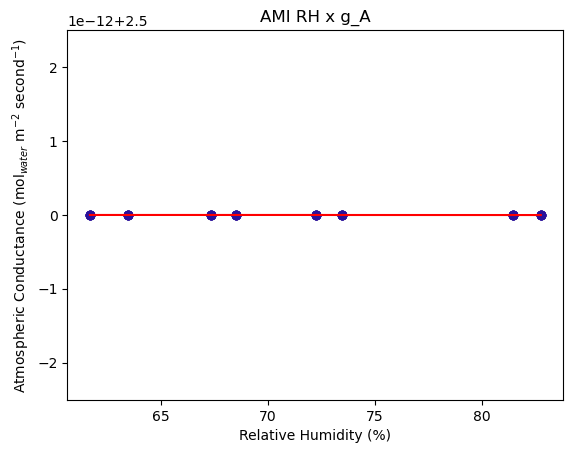 AMI RH x g_A
1e−12+2.5
2
1
0
−1
−2
Atmospheric Conductance (mol_water m⁻² second⁻¹)
65 70 75 80
Relative Humidity (%)